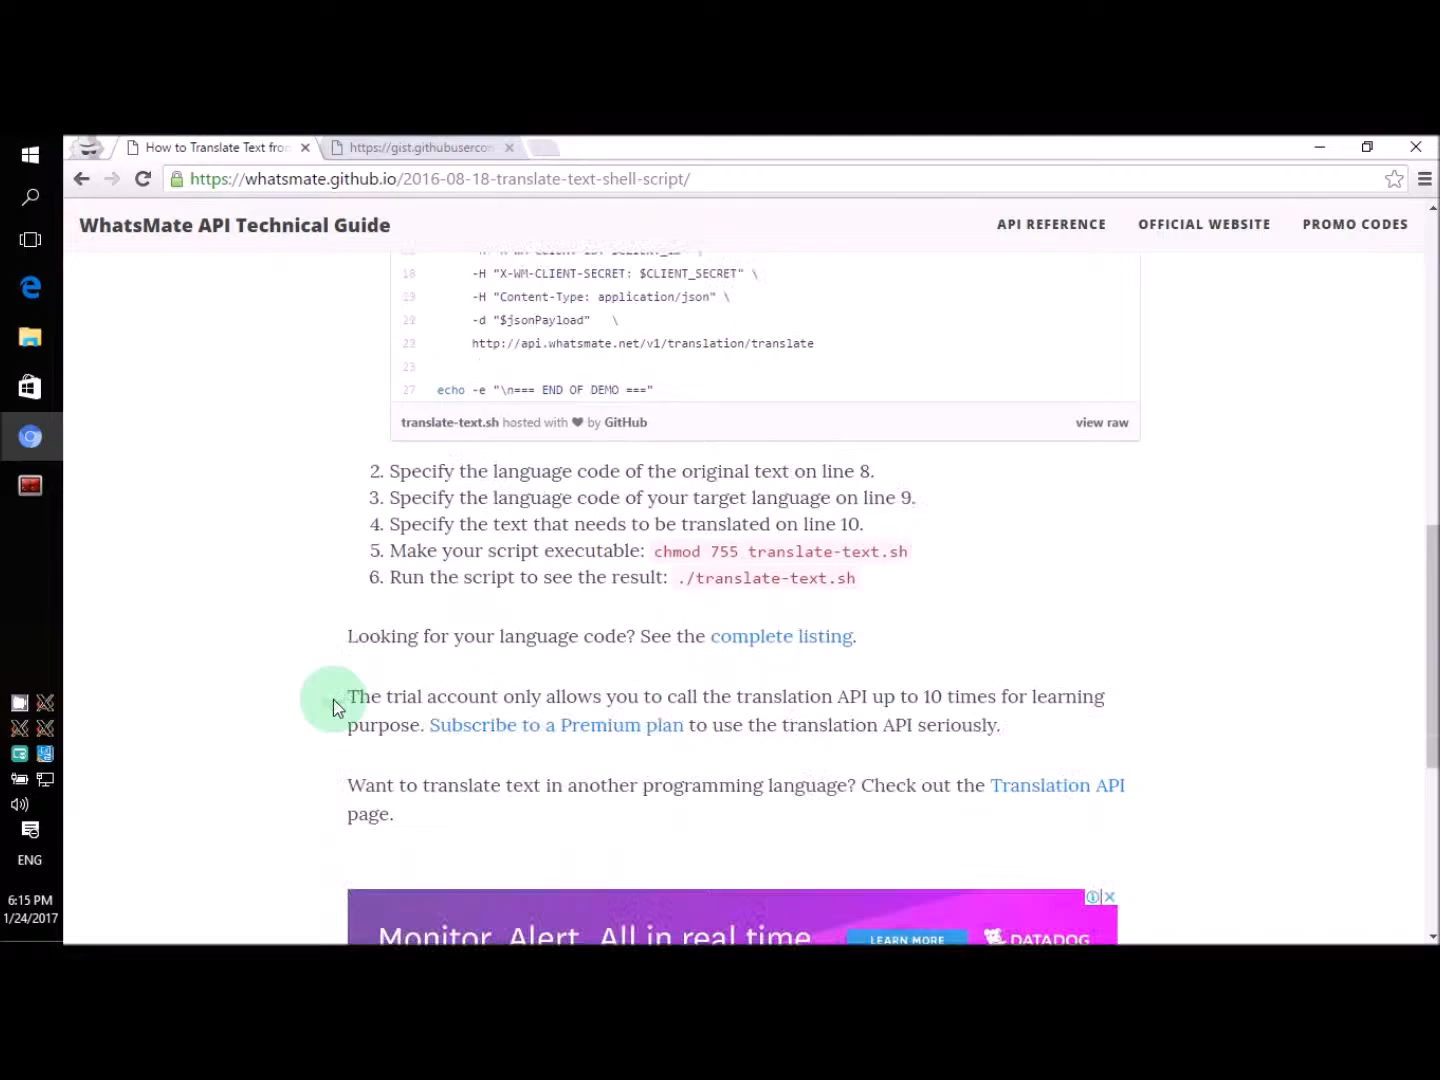 How to Translate Text from
https://gist.githubusercon
https://whatsmate.github.io/2016-08-18-translate-text-shell-script/
WhatsMate API Technical Guide
API REFERENCE
OFFICIAL WEBSITE
PROMO CODES
18 -H "X-WM-CLIENT-SECRET: $CLIENT_SECRET" \
-H "Content-Type: application/json" \
-d "$jsonPayload" \
22 http://api.whatsmate.net/v1/translation/translate
23
27 echo -e "\n=== END OF DEMO ==="
translate-text.sh hosted with ❤ by GitHub
view raw
2. Specify the language code of the original text on line 8.
3. Specify the language code of your target language on line 9.
4. Specify the text that needs to be translated on line 10.
5. Make your script executable: chmod 755 translate-text.sh
6. Run the script to see the result: ./translate-text.sh
Looking for your language code? See the complete listing.
The trial account only allows you to call the translation API up to 10 times for learning
purpose. Subscribe to a Premium plan to use the translation API seriously.
Want to translate text in another programming language? Check out the Translation API
page.
Monitor. Alert. All in real time
LEARN MORE
DATADOG
ENG
6:15 PM
1/24/2017